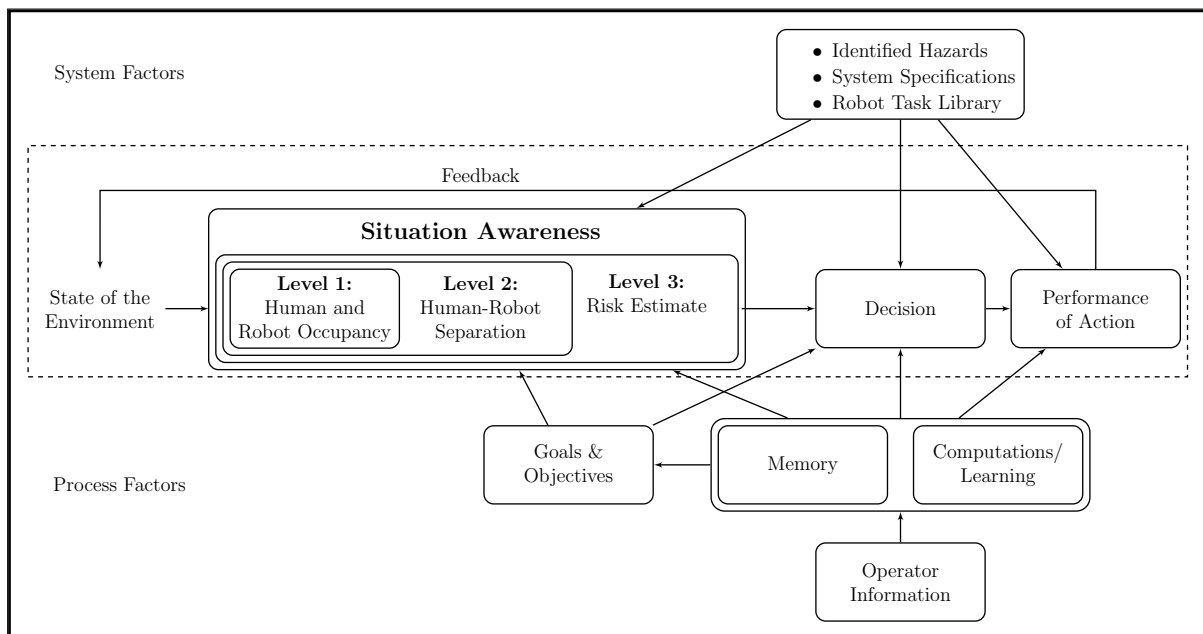 System Factors
• Identified Hazards
• System Specifications
• Robot Task Library
Feedback
Situation Awareness
Level 1:
Human and
Robot Occupancy
Level 2:
Human-Robot
Separation
Level 3:
Risk Estimate
State of the
Environment
Decision
Performance
of Action
Goals &
Objectives
Memory
Computations/
Learning
Process Factors
Operator
Information